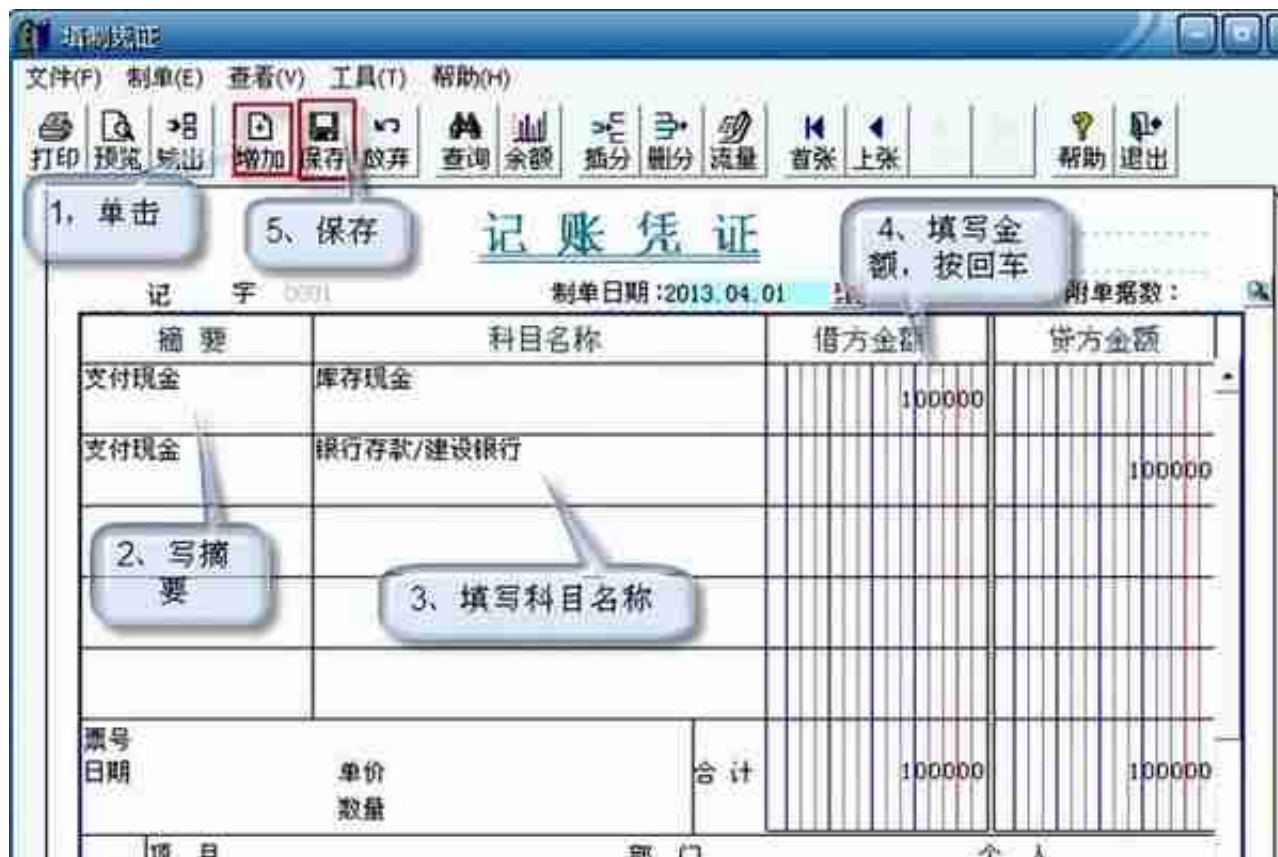 填制凭证
文件(F) 制单(E) 查看(V) 工具(T) 帮助(H)
打印 预览 输出 增加 保存 放弃 查询 余额 插分 删分 流量 首张 上张 帮助 退出
1, 单击
5、保存
记 账 凭 证
4、填写金
额，按回车
记 字 0001 制单日期:2013.04.01 附单据数:
摘 要 科目名称 借方金额 贷方金额
支付现金 库存现金 100000
支付现金 银行存款/建设银行 100000
2、写摘
要
3、填写科目名称
票号
日期 单价 合 计 100000 100000
数量
项 目 部 门 个 人